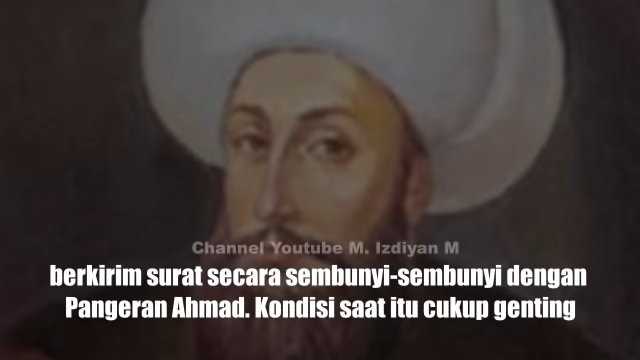 Channel Youtube M. Izdiyan M
berkirim surat secara sembunyi-sembunyi dengan
Pangeran Ahmad. Kondisi saat itu cukup genting